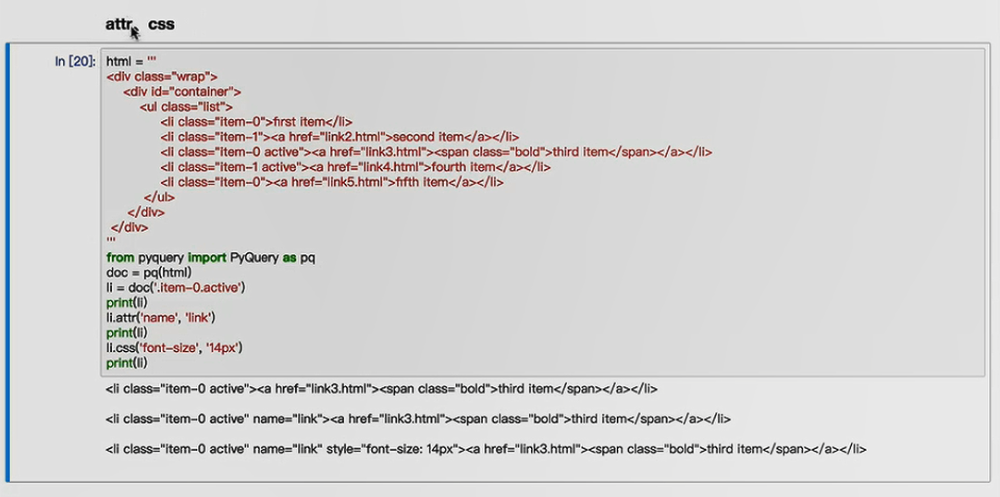 attr、css
In [20]: html = '''
<div class="wrap">
<div id="container">
<ul class="list">
<li class="item-0">first item</li>
<li class="item-1"><a href="link2.html">second item</a></li>
<li class="item-0 active"><a href="link3.html"><span class="bold">third item</span></a></li>
<li class="item-1 active"><a href="link4.html">fourth item</a></li>
<li class="item-0"><a href="link5.html">fifth item</a></li>
</ul>
</div>
</div>
'''
from pyquery import PyQuery as pq
doc = pq(html)
li = doc('.item-0.active')
print(li)
li.attr('name', 'link')
print(li)
li.css('font-size', '14px')
print(li)
<li class="item-0 active"><a href="link3.html"><span class="bold">third item</span></a></li>
<li class="item-0 active" name="link"><a href="link3.html"><span class="bold">third item</span></a></li>
<li class="item-0 active" name="link" style="font-size: 14px"><a href="link3.html"><span class="bold">third item</span></a></li>